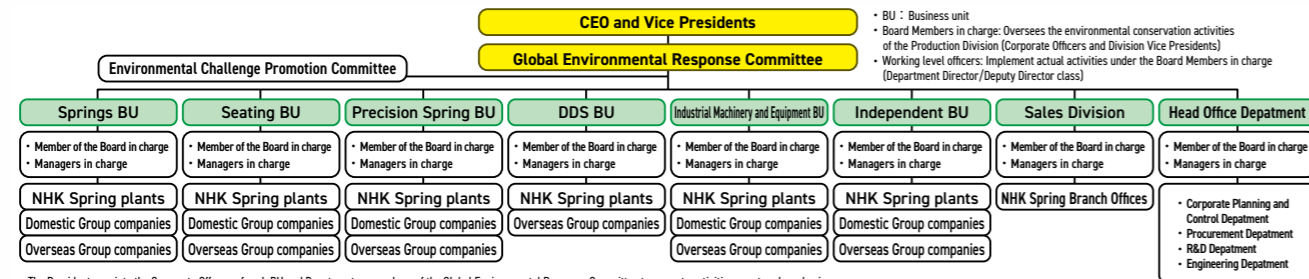 CEO and Vice Presidents
・BU：Business unit
・Board Members in charge: Oversees the environmental conservation activities
of the Production Division (Corporate Officers and Division Vice Presidents)
・Working level officers: Implement actual activities under the Board Members in charge
(Department Director/Deputy Director class)
Global Environmental Response Committee
Environmental Challenge Promotion Committee
Springs BU
・Member of the Board in charge
・Managers in charge
NHK Spring plants
Domestic Group companies
Overseas Group companies
Seating BU
・Member of the Board in charge
・Managers in charge
NHK Spring plants
Domestic Group companies
Overseas Group companies
Precision Spring BU
・Member of the Board in charge
・Managers in charge
NHK Spring plants
Domestic Group companies
Overseas Group companies
DDS BU
・Member of the Board in charge
・Managers in charge
NHK Spring plants
Overseas Group companies
Industrial Machinery and Equipment BU
・Member of the Board in charge
・Managers in charge
NHK Spring plants
Domestic Group companies
Overseas Group companies
Independent BU
・Member of the Board in charge
・Managers in charge
NHK Spring plants
Domestic Group companies
Overseas Group companies
Sales Division
・Member of the Board in charge
・Managers in charge
NHK Spring Branch Offices
Head Office Depatment
・Member of the Board in charge
・Managers in charge
・Corporate Planning and
Control Depatment
・Procurement Depatment
・R&D Depatment
・Engineering Depatment